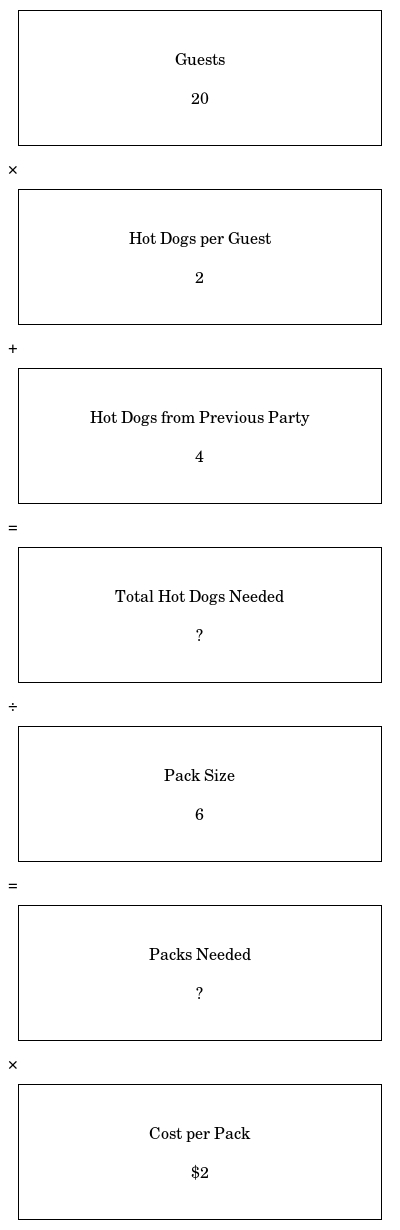 Guests
20
×
Hot Dogs per Guest
2
+
Hot Dogs from Previous Party
4
=
Total Hot Dogs Needed
?
÷
Pack Size
6
=
Packs Needed
?
×
Cost per Pack
$2